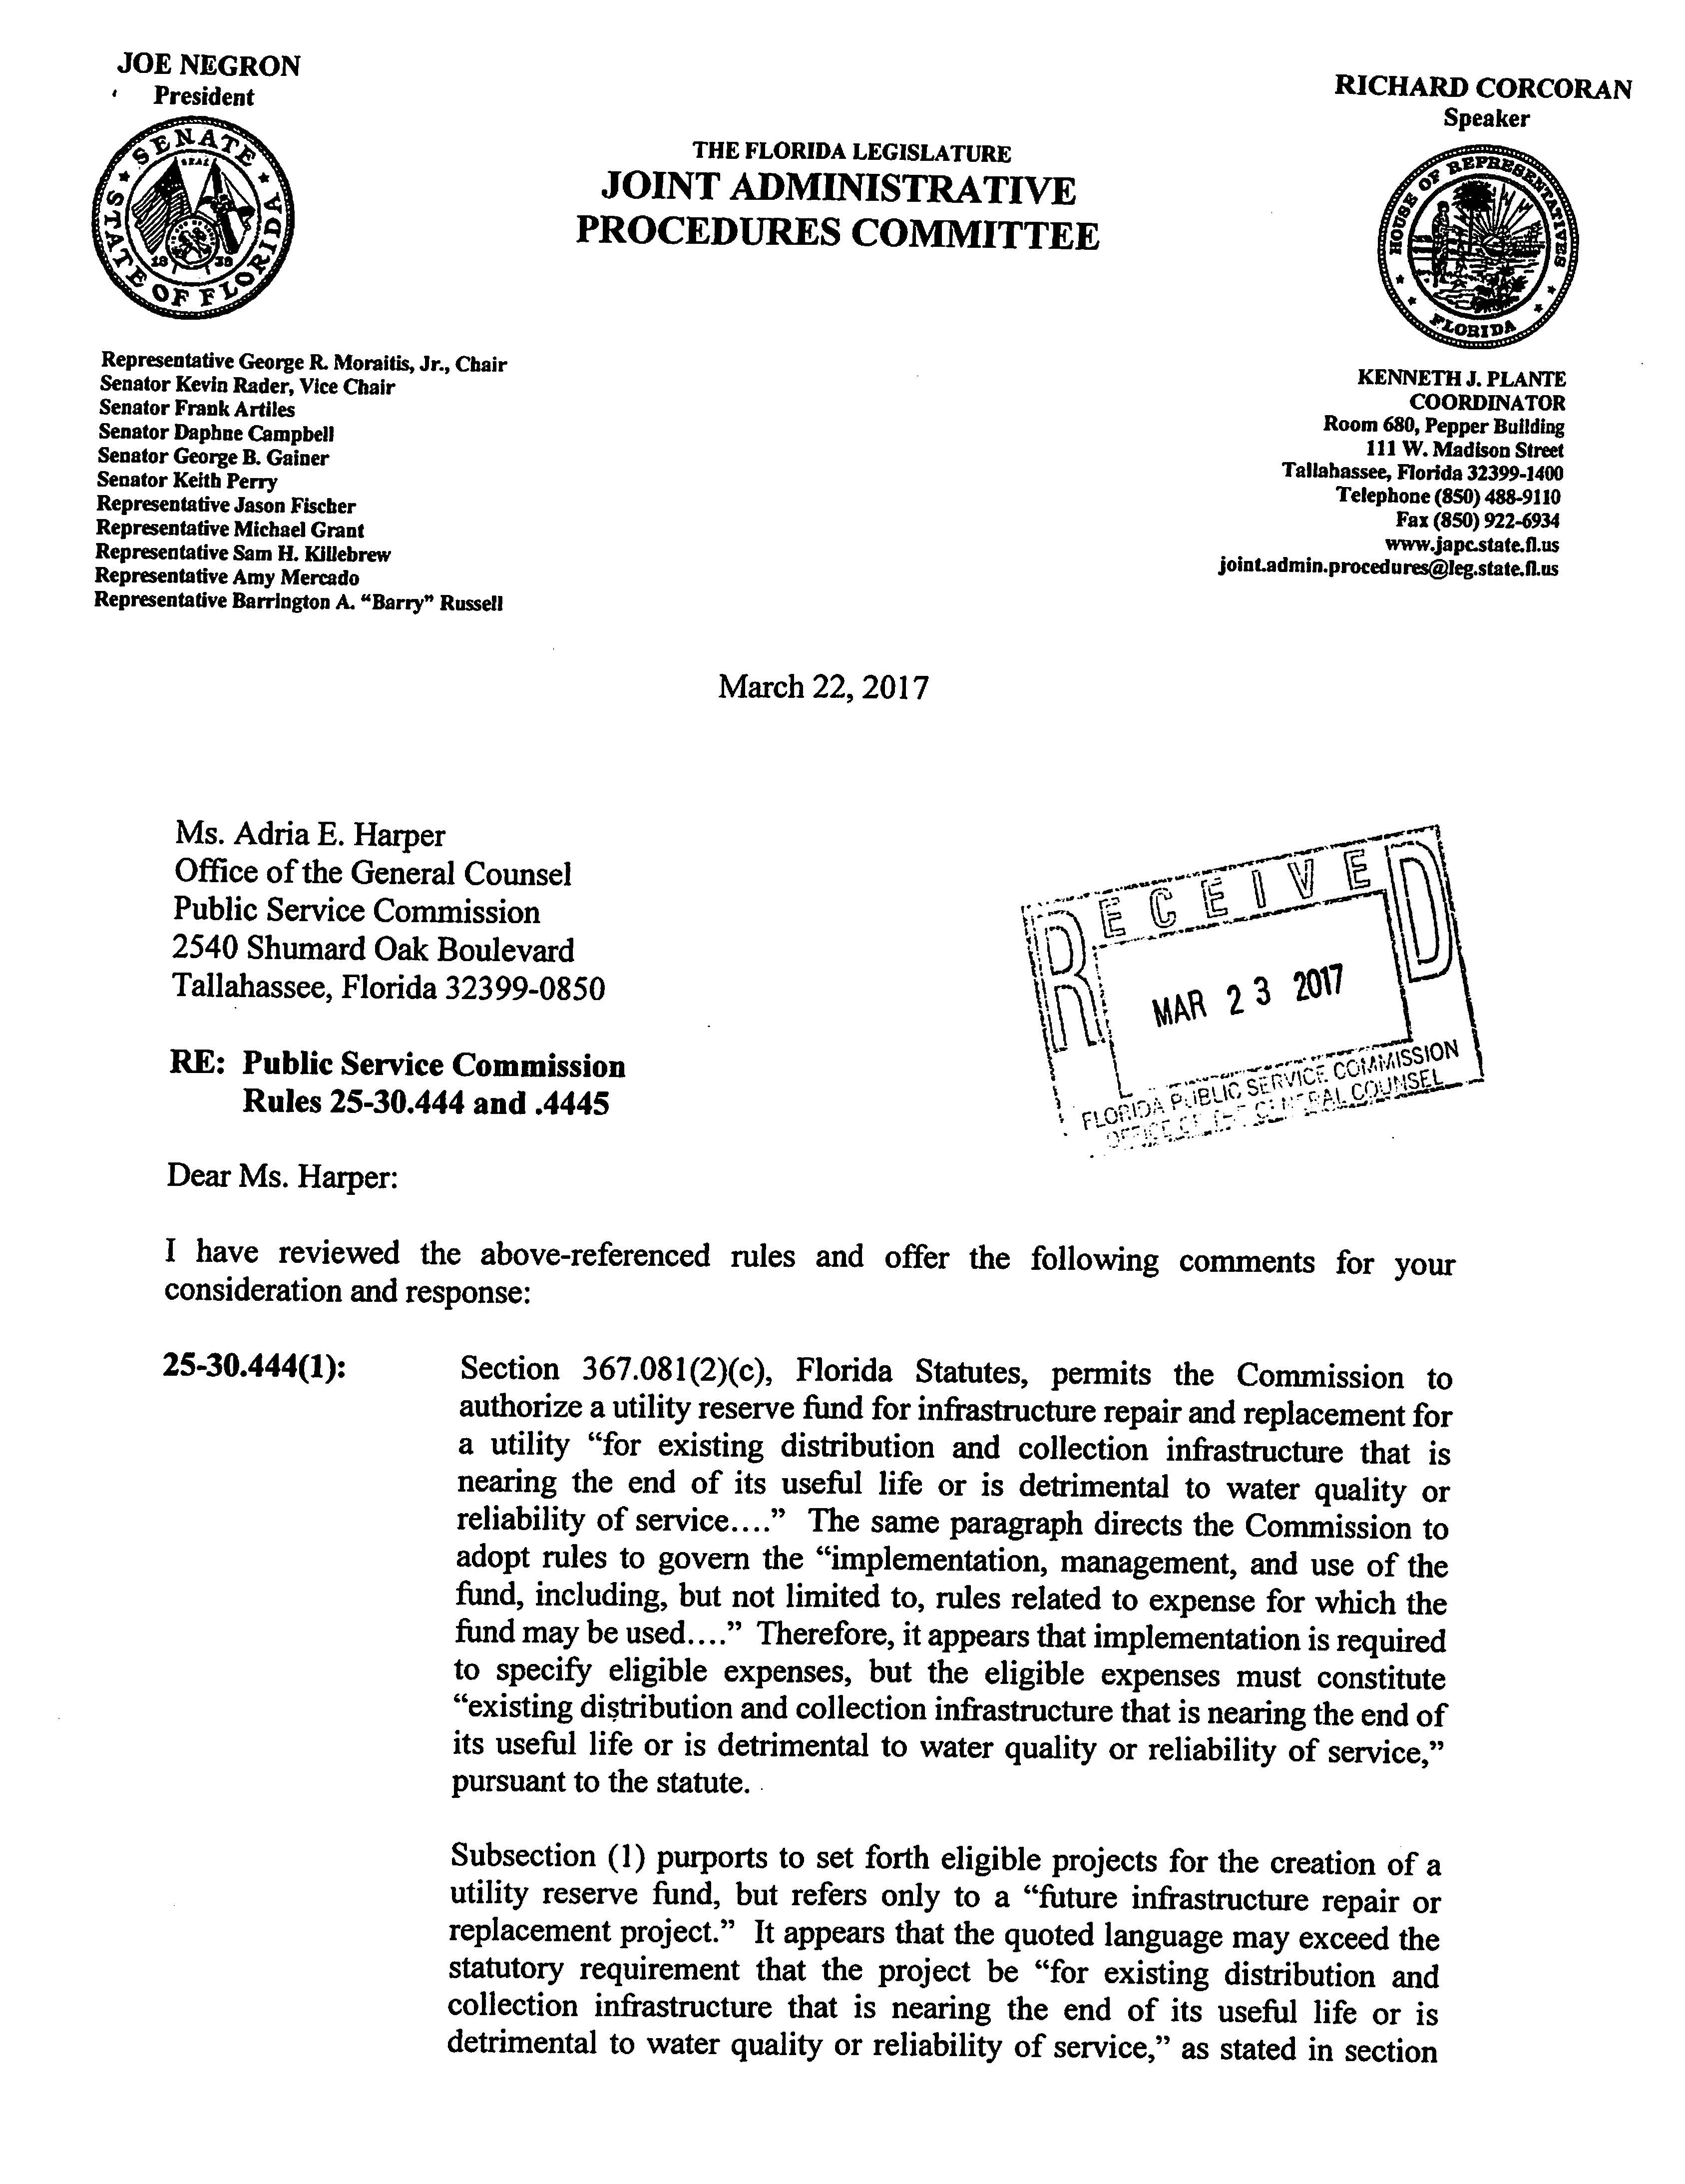 JOE NEGRON
President
SENATE
STATE OF FLORIDA
SEAL
18 38
THE FLORIDA LEGISLATURE
JOINT ADMINISTRATIVE
PROCEDURES COMMITTEE
RICHARD CORCORAN
Speaker
HOUSE OF REPRESENTATIVES
FLORIDA
Representative George R. Moraitis, Jr., Chair
Senator Kevin Rader, Vice Chair
Senator Frank Artiles
Senator Daphne Campbell
Senator George B. Gainer
Senator Keith Perry
Representative Jason Fischer
Representative Michael Grant
Representative Sam H. Killebrew
Representative Amy Mercado
Representative Barrington A. “Barry” Russell
KENNETH J. PLANTE
COORDINATOR
Room 680, Pepper Building
111 W. Madison Street
Tallahassee, Florida 32399-1400
Telephone (850) 488-9110
Fax (850) 922-6934
www.japc.state.fl.us
joint.admin.procedures@leg.state.fl.us
March 22, 2017
Ms. Adria E. Harper
Office of the General Counsel
Public Service Commission
2540 Shumard Oak Boulevard
Tallahassee, Florida 32399-0850
RECEIVED
MAR 23 2017
FLORIDA PUBLIC SERVICE COMMISSION
OFFICE OF THE GENERAL COUNSEL
RE: Public Service Commission
Rules 25-30.444 and .4445
Dear Ms. Harper:
I have reviewed the above-referenced rules and offer the following comments for your
consideration and response:
25-30.444(1): Section 367.081(2)(c), Florida Statutes, permits the Commission to
authorize a utility reserve fund for infrastructure repair and replacement for
a utility “for existing distribution and collection infrastructure that is
nearing the end of its useful life or is detrimental to water quality or
reliability of service....” The same paragraph directs the Commission to
adopt rules to govern the “implementation, management, and use of the
fund, including, but not limited to, rules related to expense for which the
fund may be used....” Therefore, it appears that implementation is required
to specify eligible expenses, but the eligible expenses must constitute
“existing distribution and collection infrastructure that is nearing the end of
its useful life or is detrimental to water quality or reliability of service,”
pursuant to the statute.
Subsection (1) purports to set forth eligible projects for the creation of a
utility reserve fund, but refers only to a “future infrastructure repair or
replacement project.” It appears that the quoted language may exceed the
statutory requirement that the project be “for existing distribution and
collection infrastructure that is nearing the end of its useful life or is
detrimental to water quality or reliability of service,” as stated in section